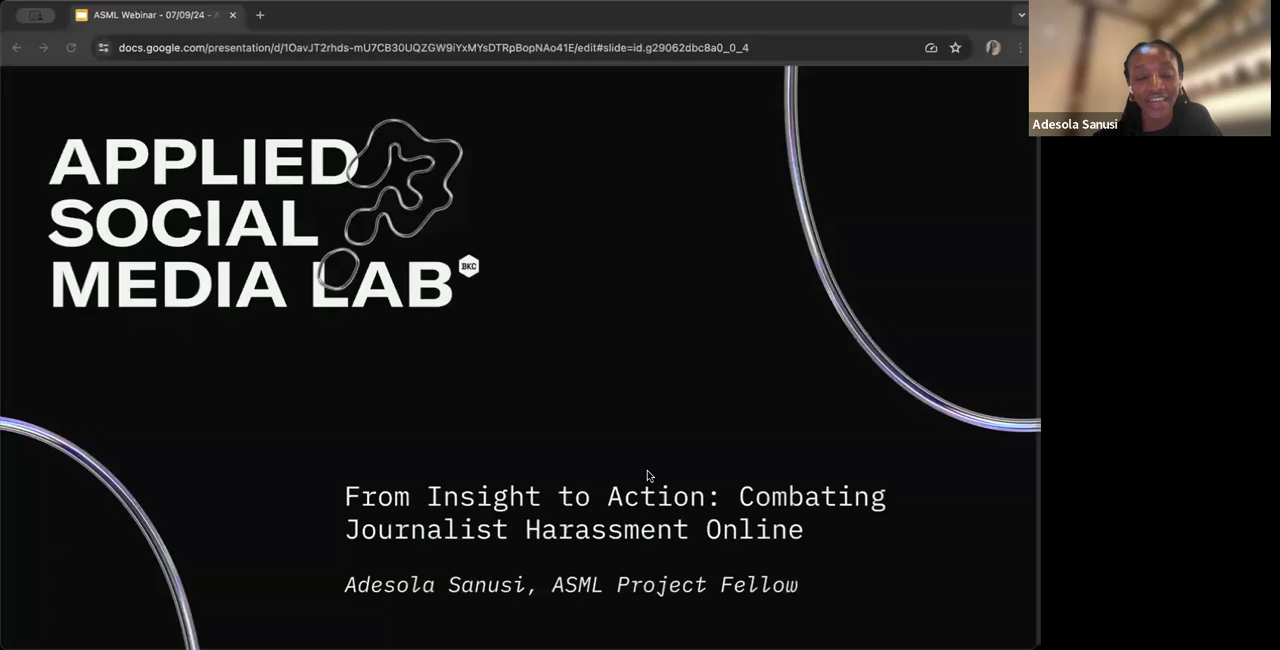 ASML Webinar - 07/09/24 -
docs.google.com/presentation/d/1OavJT2rhds-mU7CB30UQZGW9iYxMYsDTRpBopNAo41E/edit#slide=id.g29062dbc8a0_0_4
Adesola Sanusi
APPLIED
SOCIAL
MEDIA LAB
BKC
From Insight to Action: Combating
Journalist Harassment Online
Adesola Sanusi, ASML Project Fellow